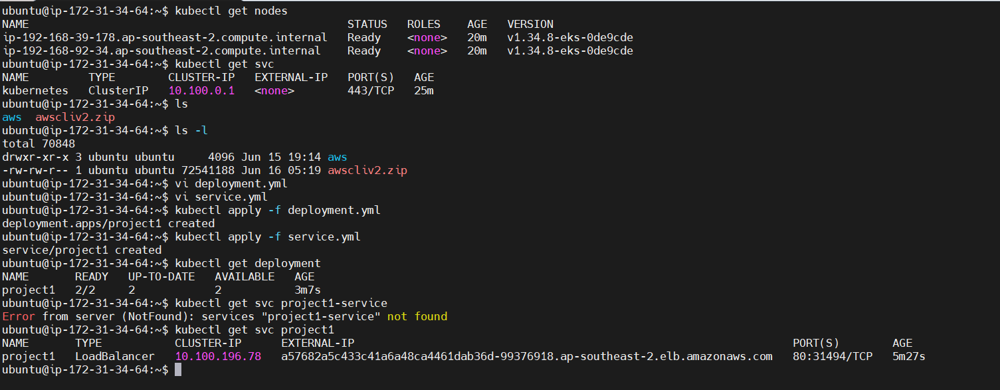 ubuntu@ip-172-31-34-64:~$ kubectl get nodes
NAME STATUS ROLES AGE VERSION
ip-192-168-39-178.ap-southeast-2.compute.internal Ready <none> 20m v1.34.8-eks-0de9cde
ip-192-168-92-34.ap-southeast-2.compute.internal Ready <none> 20m v1.34.8-eks-0de9cde
ubuntu@ip-172-31-34-64:~$ kubectl get svc
NAME TYPE CLUSTER-IP EXTERNAL-IP PORT(S) AGE
kubernetes ClusterIP 10.100.0.1 <none> 443/TCP 25m
ubuntu@ip-172-31-34-64:~$ ls
aws awscliv2.zip
ubuntu@ip-172-31-34-64:~$ ls -l
total 70848
drwxr-xr-x 3 ubuntu ubuntu 4096 Jun 15 19:14 aws
-rw-rw-r-- 1 ubuntu ubuntu 72541188 Jun 16 05:19 awscliv2.zip
ubuntu@ip-172-31-34-64:~$ vi deployment.yml
ubuntu@ip-172-31-34-64:~$ vi service.yml
ubuntu@ip-172-31-34-64:~$ kubectl apply -f deployment.yml
deployment.apps/project1 created
ubuntu@ip-172-31-34-64:~$ kubectl apply -f service.yml
service/project1 created
ubuntu@ip-172-31-34-64:~$ kubectl get deployment
NAME READY UP-TO-DATE AVAILABLE AGE
project1 2/2 2 2 3m7s
ubuntu@ip-172-31-34-64:~$ kubectl get svc project1-service
Error from server (NotFound): services "project1-service" not found
ubuntu@ip-172-31-34-64:~$ kubectl get svc project1
NAME TYPE CLUSTER-IP EXTERNAL-IP PORT(S) AGE
project1 LoadBalancer 10.100.196.78 a57682a5c433c41a6a48ca4461dab36d-99376918.ap-southeast-2.elb.amazonaws.com 80:31494/TCP 5m27s
ubuntu@ip-172-31-34-64:~$